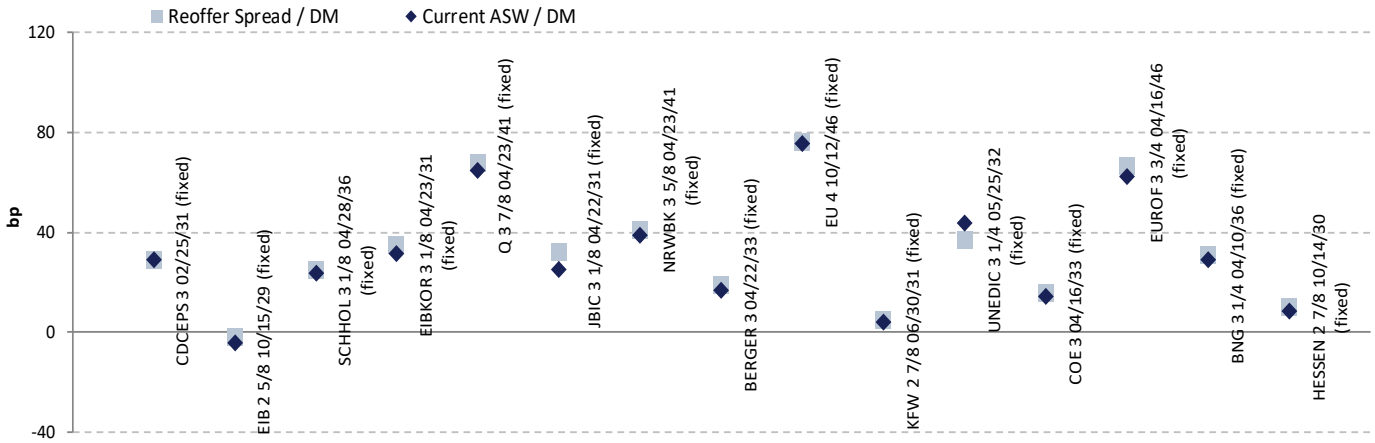 Reoffer Spread / DM
Current ASW / DM
bp
120
80
40
0
-40
CDCEPS 3 02/25/31 (fixed)
EIB 2 5/8 10/15/29 (fixed)
SCHHOL 3 1/8 04/28/36
(fixed)
EIBKOR 3 1/8 04/23/31
(fixed)
Q 3 7/8 04/23/41 (fixed)
JBIC 3 1/8 04/22/31 (fixed)
NRWBK 3 5/8 04/23/41
(fixed)
BERGER 3 04/22/33 (fixed)
EU 4 10/12/46 (fixed)
KFW 2 7/8 06/30/31 (fixed)
UNEDIC 3 1/4 05/25/32
(fixed)
COE 3 04/16/33 (fixed)
EUROF 3 3/4 04/16/46
(fixed)
BNG 3 1/4 04/10/36 (fixed)
HESSEN 2 7/8 10/14/30
(fixed)